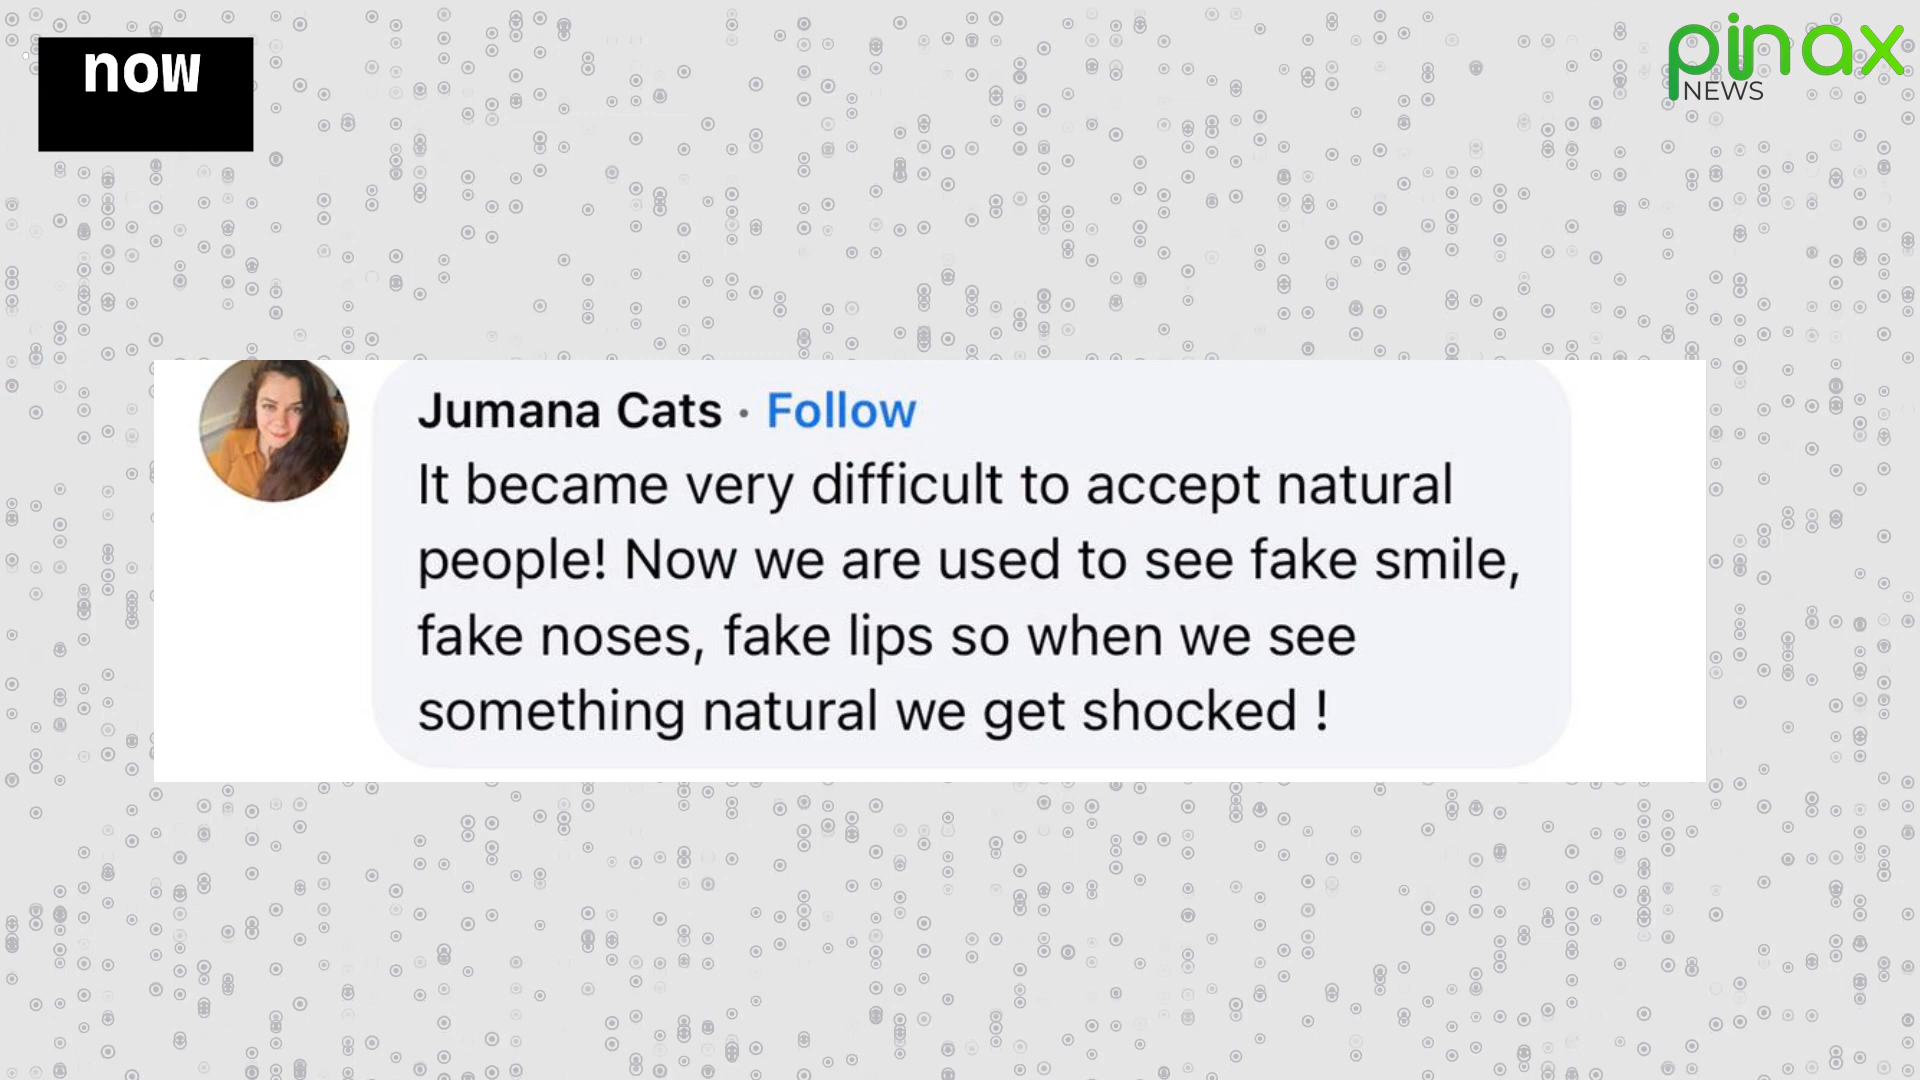 now
pinax
NEWS
Jumana Cats · Follow
It became very difficult to accept natural
people! Now we are used to see fake smile,
fake noses, fake lips so when we see
something natural we get shocked !